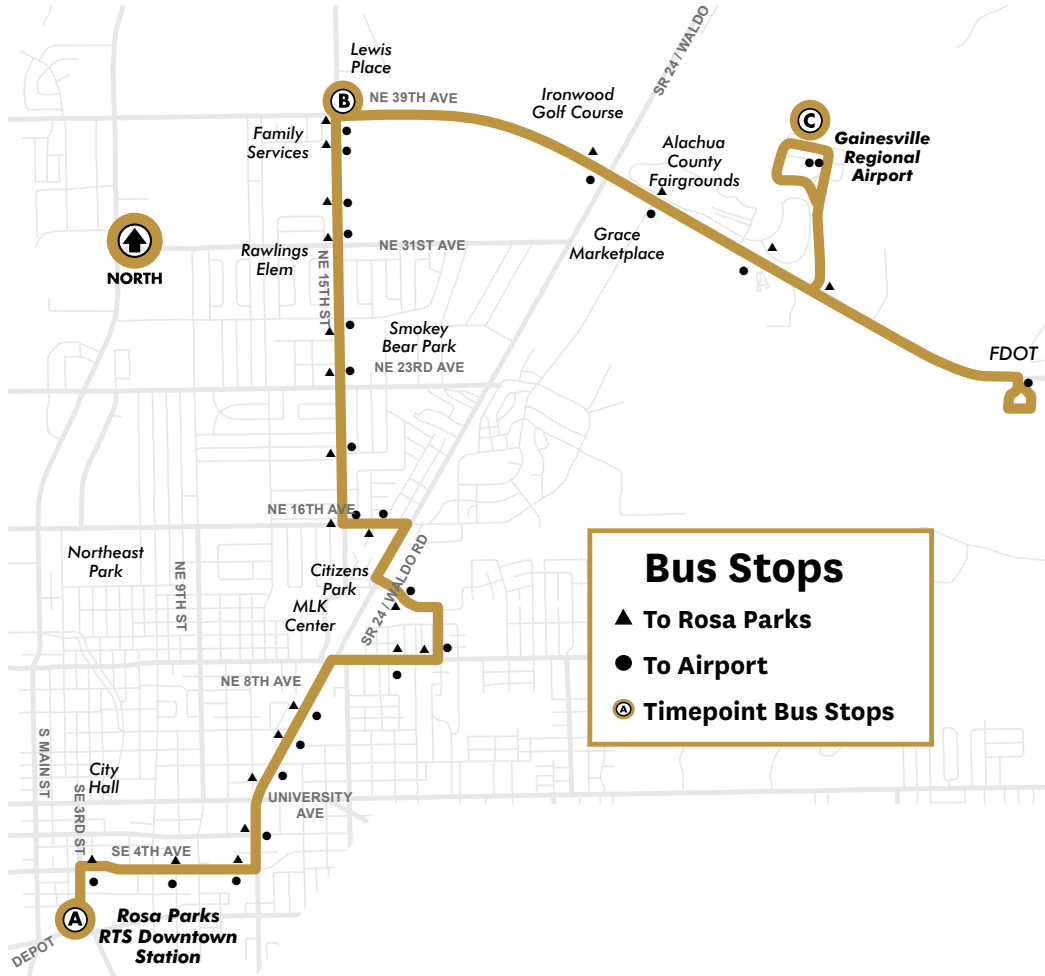 Lewis
Place
B
NE 39TH AVE
SR 24 / WALDO
Ironwood
Golf Course
C
Gainesville
Regional
Airport
Family
Services
Alachua
County
Fairgrounds
NORTH
Rawlings
Elem
NE 31ST AVE
Grace
Marketplace
NE 15TH ST
Smokey
Bear Park
NE 23RD AVE
FDOT
NE 16TH AVE
Northeast
Park
NE 9TH ST
Citizens
Park
MLK
Center
SR 24 / WALDO RD
NE 8TH AVE
S MAIN ST
City
Hall
SE 3RD ST
UNIVERSITY
AVE
SE 4TH AVE
A
Rosa Parks
RTS Downtown
Station
DEPOT
Bus Stops
To Rosa Parks
To Airport
A Timepoint Bus Stops